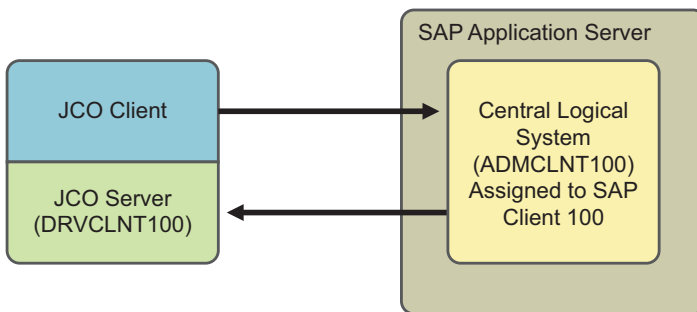 SAP Application Server
JCO Client
JCO Server
(DRVCLNT100)
Central Logical
System
(ADMCLNT100)
Assigned to SAP
Client 100